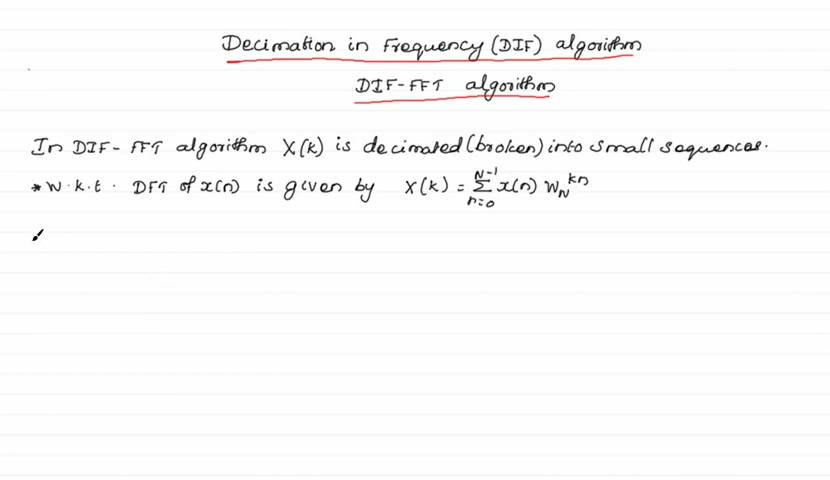 Decimation in Frequency (DIF) algorithm
DIF-FFT algorithm
In DIF-FFT algorithm X(k) is decimated (broken) into small sequences.
* W.k.t. DFT of x(n) is given by X(k) = \sum_{n=0}^{N-1} x(n) W_N^{kn}